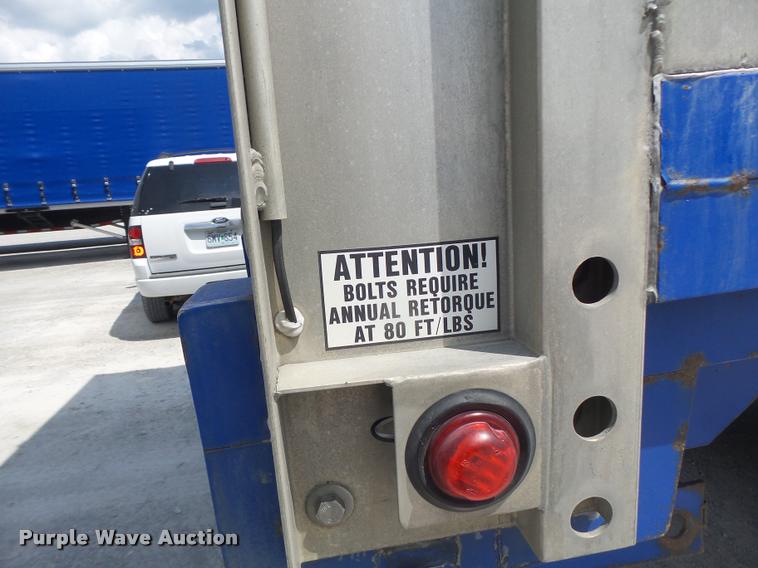 ATTENTION!
BOLTS REQUIRE
ANNUAL RETORQUE
AT 80 FT/LBS
Purple Wave Auction